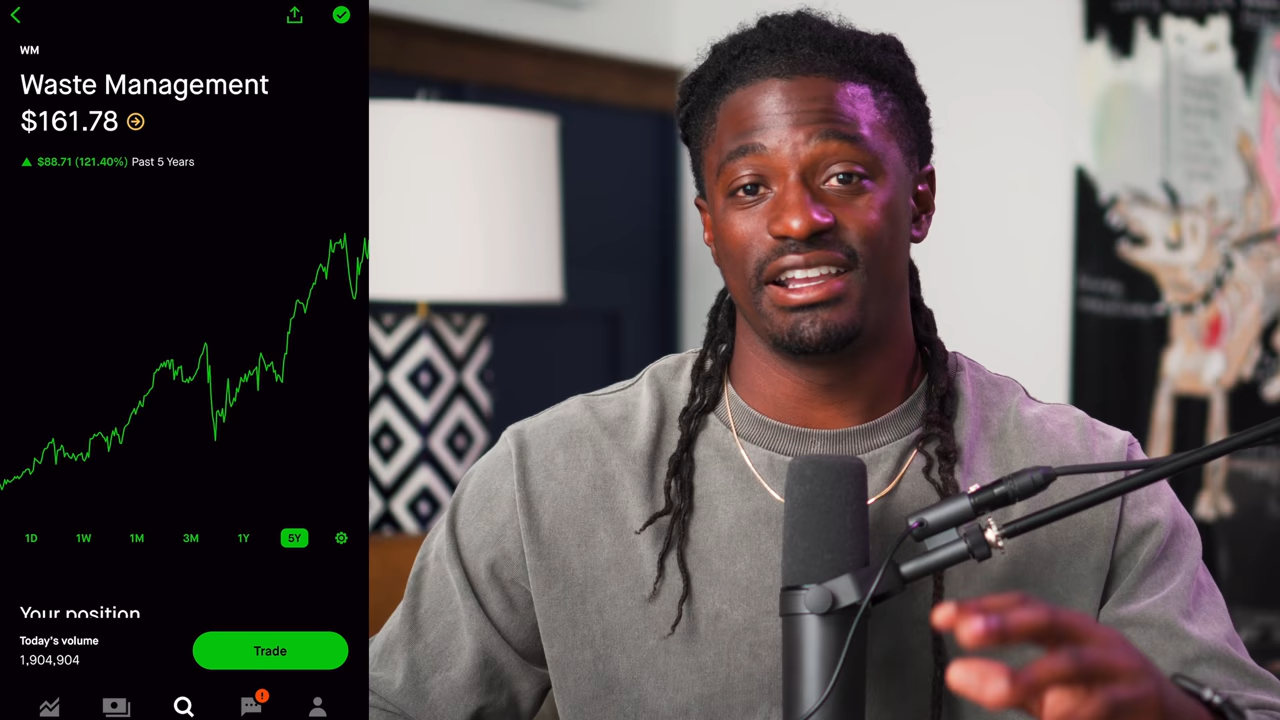 WM
Waste Management
$161.78
▲ $88.71 (121.40%) Past 5 Years
1D 1W 1M 3M 1Y 5Y
Your position
Today's volume
1,904,904
Trade
!